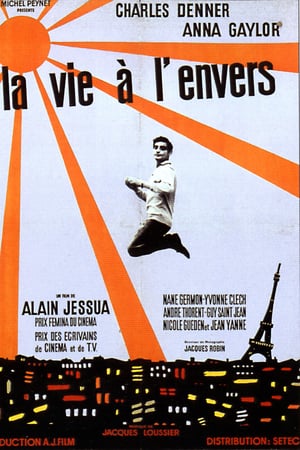 MICHEL PEYNET
PRÉSENTE
CHARLES DENNER
ANNA GAYLOR
la vie à l'envers
UN FILM DE
ALAIN JESSUA
PRIX FEMINA DU CINEMA
PRIX DES ECRIVAINS
de CINEMA et de T.V.
NANE GERMON-YVONNE CLECH
ANDRE THORENT-GUY SAINT JEAN
NICOLE GUEDEN et JEAN YANNE
Directeur de Photographie
JACQUES ROBIN
MUSIQUE DE
JACQUES LOUSSIER
DUCTION A.J. FILM
DISTRIBUTION: SETEC